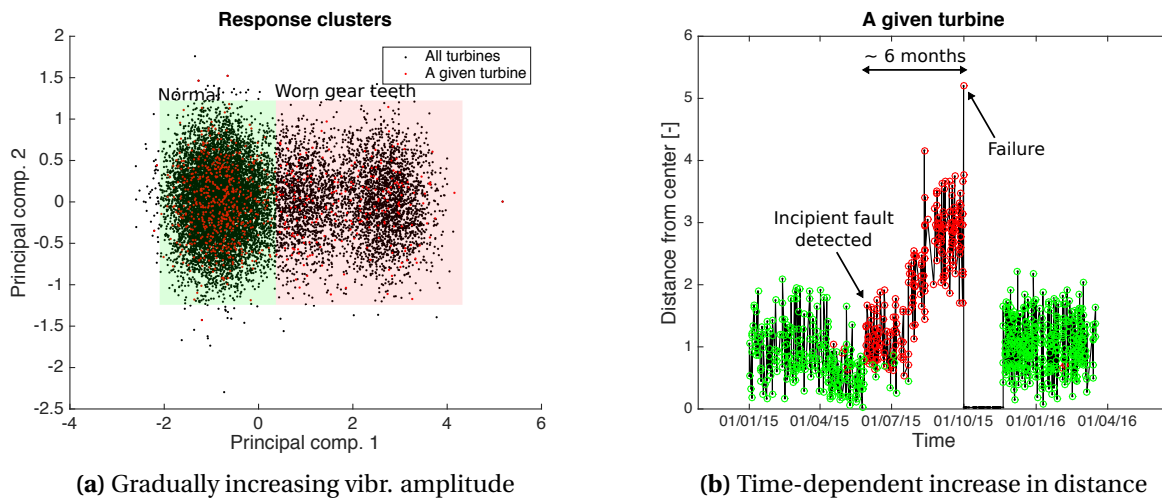 Response clusters
2
1.5
1
0.5
0
-0.5
-1
-1.5
-2
-2.5
Principal comp. 2
All turbines
A given turbine
Normal
Worn gear teeth
-4
-2
0
2
4
6
Principal comp. 1
(a) Gradually increasing vibr. amplitude
A given turbine
6
5
4
3
2
1
0
Distance from center [-]
~ 6 months
Failure
Incipient fault
detected
01/01/15
01/04/15
01/07/15
01/10/15
01/01/16
01/04/16
Time
(b) Time-dependent increase in distance